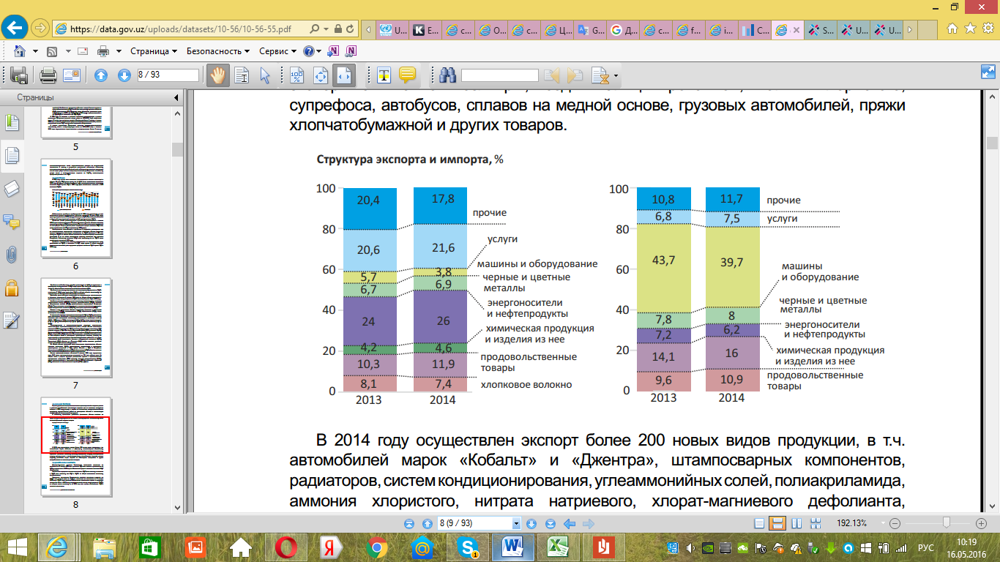 https://data.gov.uz/uploads/datasets/10-56/10-56-55.pdf
U...
K E...
c...
O...
c...
Ц...
G...
Д...
c...
f...
i...
C...
S...
U...
U...
Страница
Безопасность
Сервис
8 / 93
100%
Страницы
5
6
7
8
супрефоса, автобусов, сплавов на медной основе, грузовых автомобилей, пряжи
хлопчатобумажной и других товаров.
Структура экспорта и импорта, %
100
80
60
40
20
0
20,4
20,6
5,7
6,7
24
4,2
10,3
8,1
2013
17,8
21,6
3,8
6,9
26
4,6
11,9
7,4
2014
прочие
услуги
машины и оборудование
черные и цветные
металлы
энергоносители
и нефтепродукты
химическая продукция
и изделия из нее
продовольственные
товары
хлопковое волокно
100
80
60
40
20
0
10,8
6,8
43,7
7,8
7,2
14,1
9,6
2013
11,7
7,5
39,7
8
6,2
16
10,9
2014
прочие
услуги
машины
и оборудование
черные и цветные
металлы
энергоносители
и нефтепродукты
химическая продукция
и изделия из нее
продовольственные
товары
В 2014 году осуществлен экспорт более 200 новых видов продукции, в т.ч.
автомобилей марок «Кобальт» и «Джентра», штампосварных компонентов,
радиаторов, систем кондиционирования, углеаммонийных солей, полиакриламида,
аммония хлористого, нитрата натриевого, хлорат-магниевого дефолианта,
8 (9 / 93)
192.13%
РУС
10:19
16.05.2016